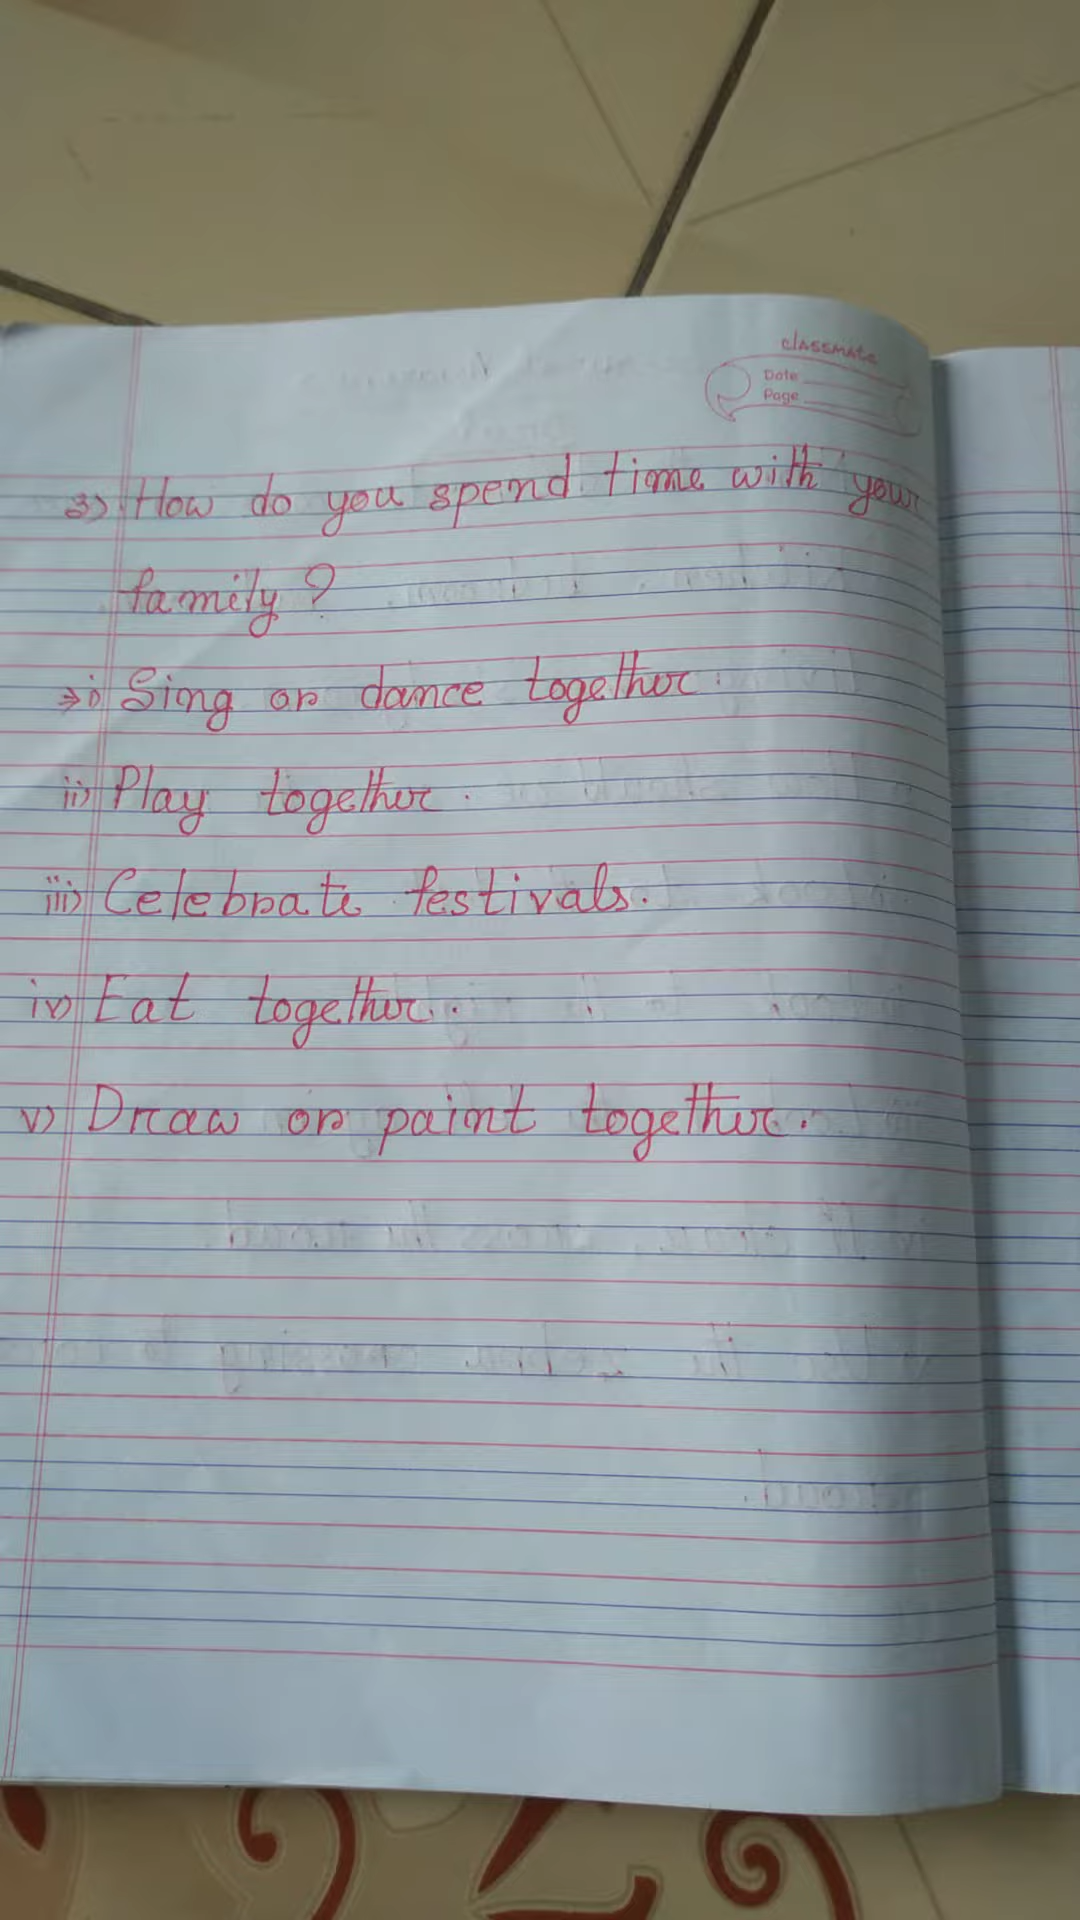 classmate
Date
Page
3) How do you spend time with your
family?
⇒i) Sing or dance together.
ii) Play together.
iii) Celebrate festivals.
iv) Eat together.
v) Draw or paint together.